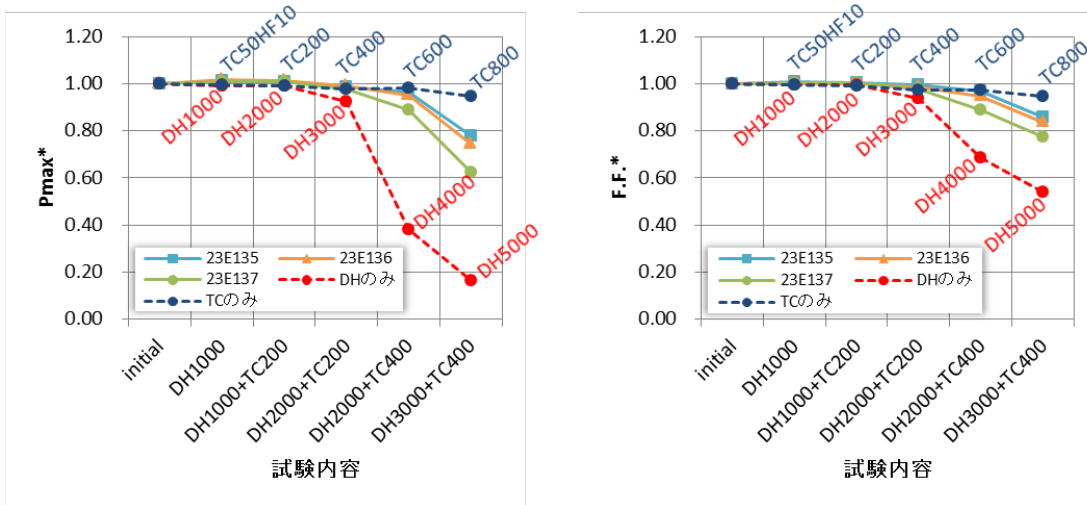 1.20
1.00
0.80
0.60
0.40
0.20
0.00
Pmax*
TC50HF10
TC200
TC400
TC600
TC800
DH1000
DH2000
DH3000
DH4000
DH5000
23E135
23E136
23E137
DHのみ
TCのみ
initial
DH1000
DH1000+TC200
DH2000+TC200
DH2000+TC400
DH3000+TC400
試験内容
1.20
1.00
0.80
0.60
0.40
0.20
0.00
F.F.*
TC50HF10
TC200
TC400
TC600
TC800
DH1000
DH2000
DH3000
DH4000
DH5000
23E135
23E136
23E137
DHのみ
TCのみ
initial
DH1000
DH1000+TC200
DH2000+TC200
DH2000+TC400
DH3000+TC400
試験内容